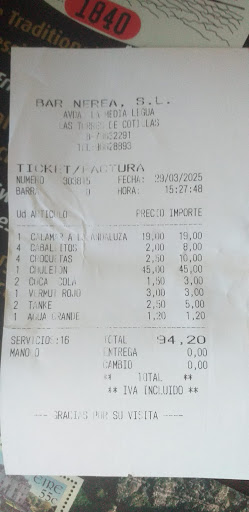 1840
Tradition
BAR NEREA, S.L.
AVDA. LA MEDIA LEGUA
LAS TORRES DE COTILLAS
TICKET/FACTURA
NUMERO 303815 FECHA: 29/03/2025
BARRA 0 HORA: 15:27:48
Ud ARTICULO PRECIO IMPORTE
1 CALAMAR A LA ANDALUZA 19,00 19,00
4 CABALLITOS 2,00 8,00
4 CROQUETAS 2,50 10,00
1 CHULETON 45,00 45,00
2 COCA COLA 1,50 3,00
1 VERMUT ROJO 3,00 3,00
2 TANKE 2,50 5,00
1 AGUA GRANDE 1,20 1,20
SERVICIO:16 TOTAL 94,20
MANO 0 ENTREGA 0,00
CAMBIO 0,00
** TOTAL **
** IVA INCLUIDO **
--- GRACIAS POR SU VISITA ----
EIRE
55c